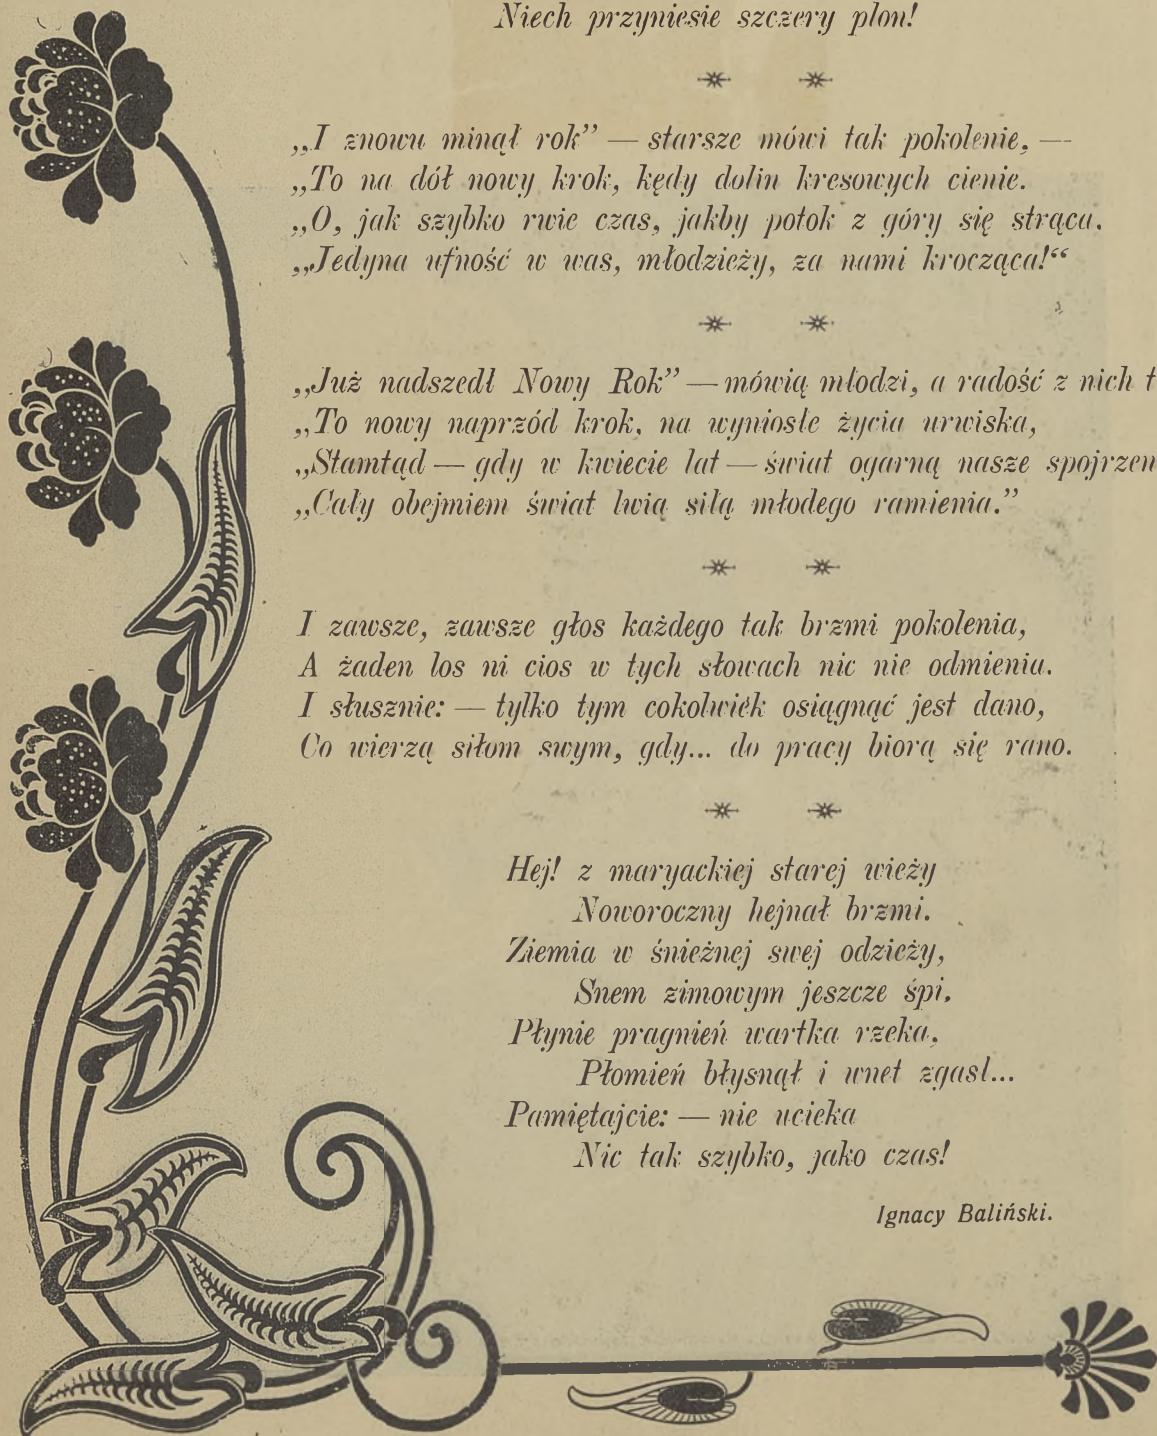 Niech przyniesie szczery plon!
„I znowu minął rok” — starsze mówi tak pokolenie, —
„To na dół nowy krok, kędy dolin kresowych cienie.
„O, jak szybko rwie czas, jakby potok z góry się strąca.
„Jedyna ufność w was, młodzieży, za nami krocząca!“
„Już nadszedł Nowy Rok” — mówią młodzi, a radość z nich
„To nowy naprzód krok, na wyniosłe życia urwiska,
„Stamtąd — gdy w kwiecie lat — świat ogarną nasze
„Cały obejmiem świat lwią siłą młodego ramienia.”
I zawsze, zawsze głos każdego tak brzmi pokolenia,
A żaden los ni cios w tych słowach nic nie odmienia.
I słusznie: — tylko tym cokolwiek osiągnąć jest dano,
Co wierzą siłom swym, gdy... do pracy biorą się rano.
Hej! z maryackiej starej wieży
Noworoczny hejnał brzmi.
Ziemia w śnieżnej swej odzieży,
Snem zimowym jeszcze śpi.
Płynie pragnień wartka rzeka,
Płomień błysnął i wnet zgasl...
Pamiętajcie: — nie ucieka
Nic tak szybko, jako czas!
Ignacy Baliński.